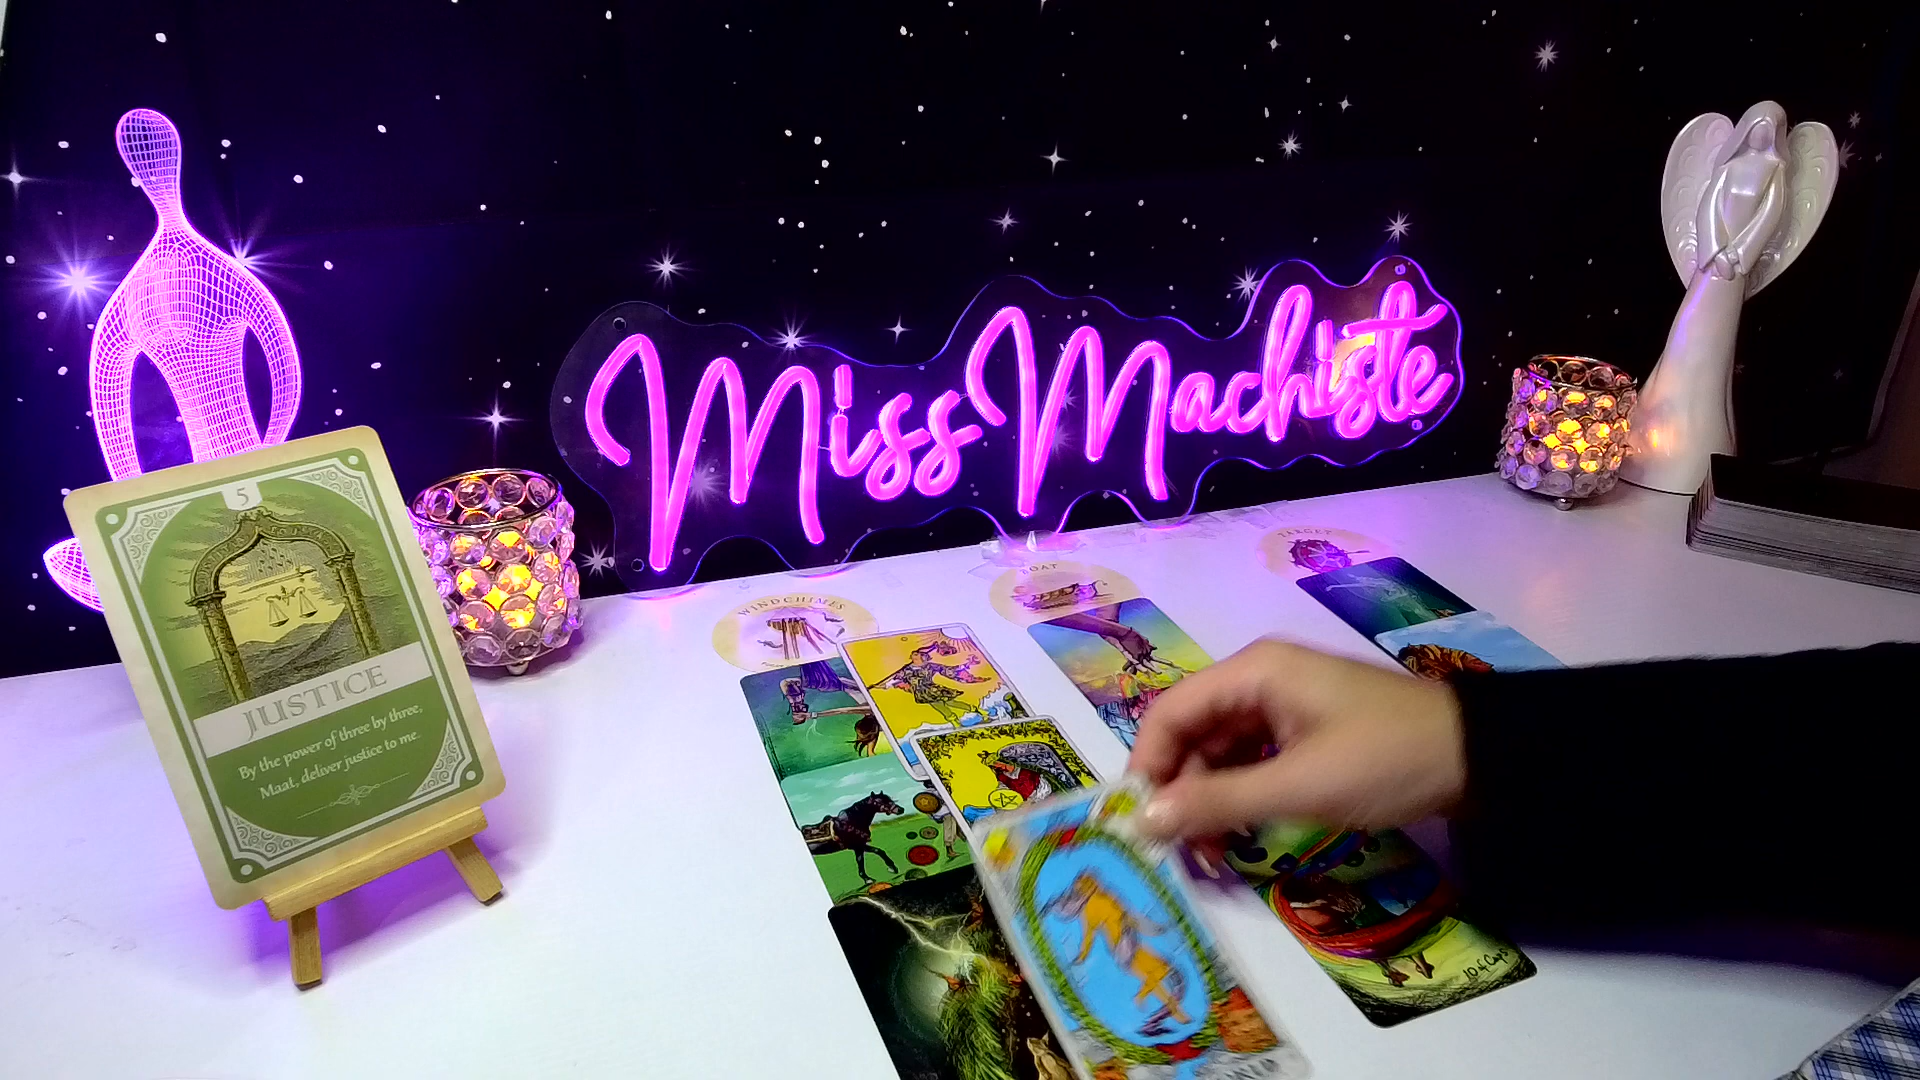 Miss Machiste
5
JUSTICE
By the power of three by three,
Maat, deliver justice to me.
WINDCHIMES
BOAT
TARGET
10 of Cups